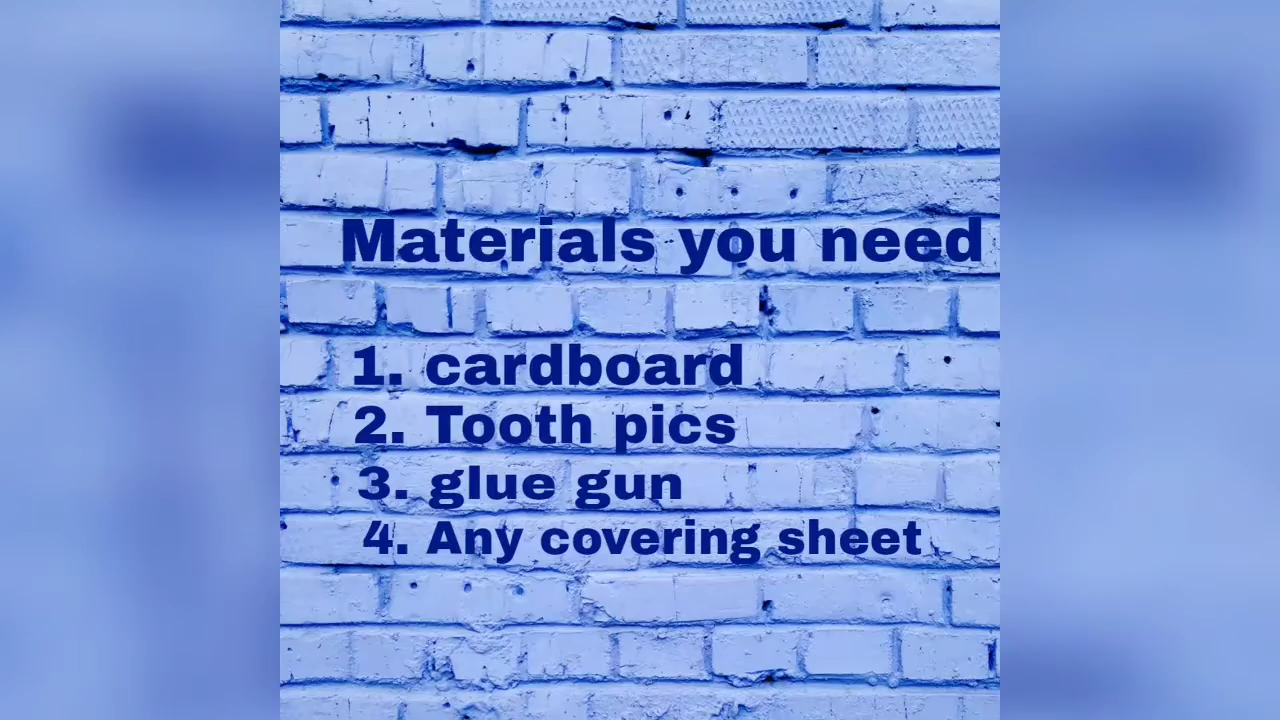 Materials you need
1. cardboard
2. Tooth pics
3. glue gun
4. Any covering sheet